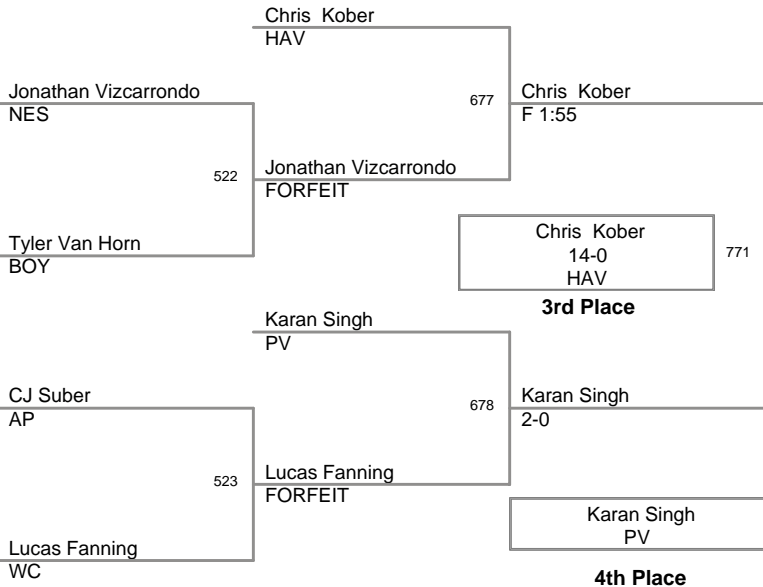 Chris Kober
HAV
Jonathan Vizcarrondo
NES
677
Chris Kober
F 1:55
522
Jonathan Vizcarrondo
FORFEIT
Tyler Van Horn
BOY
Chris Kober
14-0
HAV
771
3rd Place
Karan Singh
PV
CJ Suber
AP
678
Karan Singh
2-0
523
Lucas Fanning
FORFEIT
Karan Singh
PV
Lucas Fanning
WC
4th Place